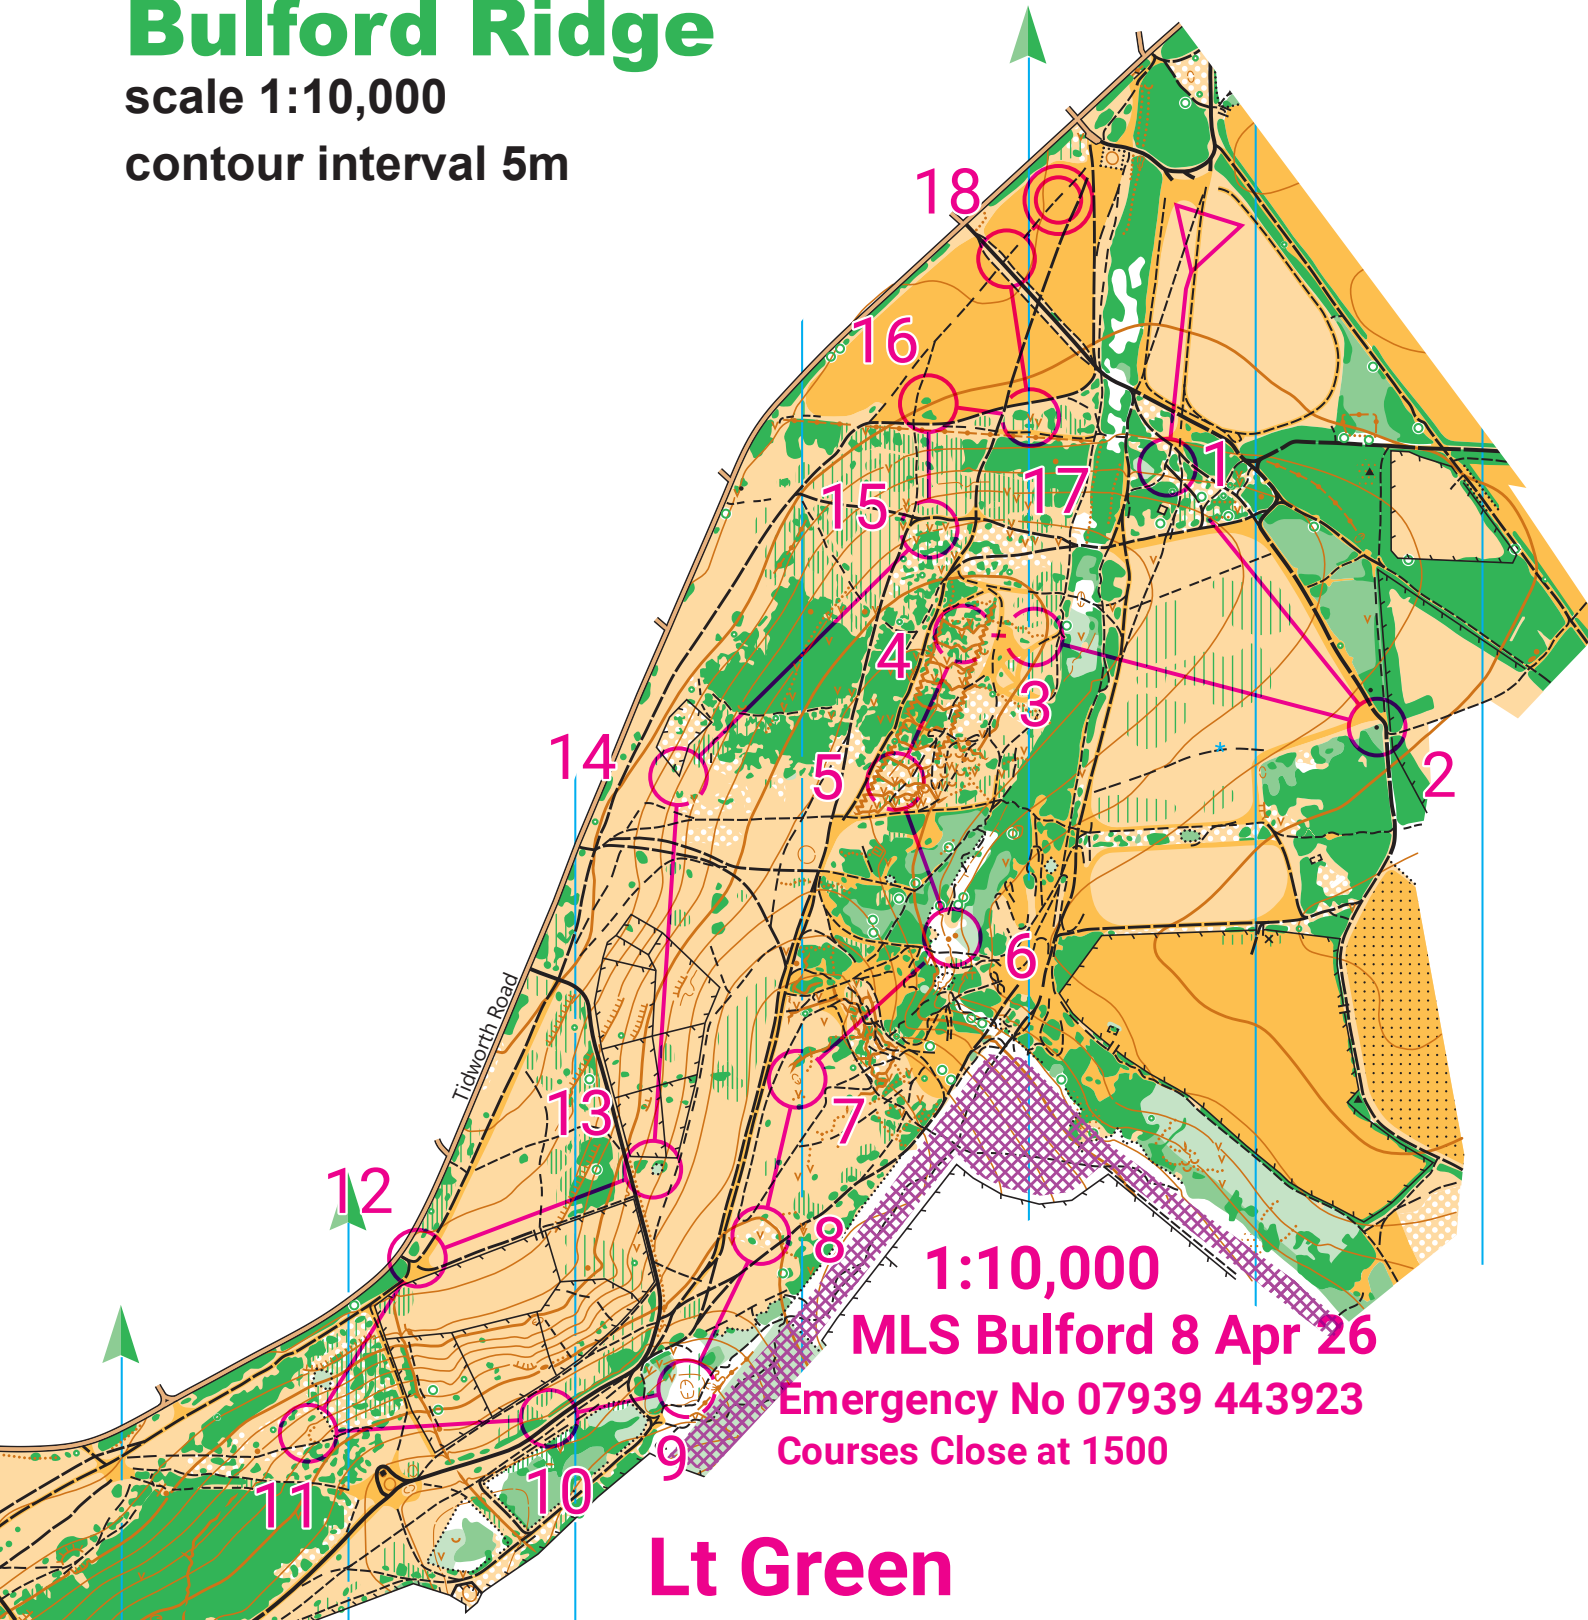 Bulford Ridge
scale 1:10,000
contour interval 5m
18
16
1
15
17
4
3
14
5
2
6
Tidworth Road
13
7
12
8
1:10,000
MLS Bulford 8 Apr 26
Emergency No 07939 443923
Courses Close at 1500
9
10
11
Lt Green